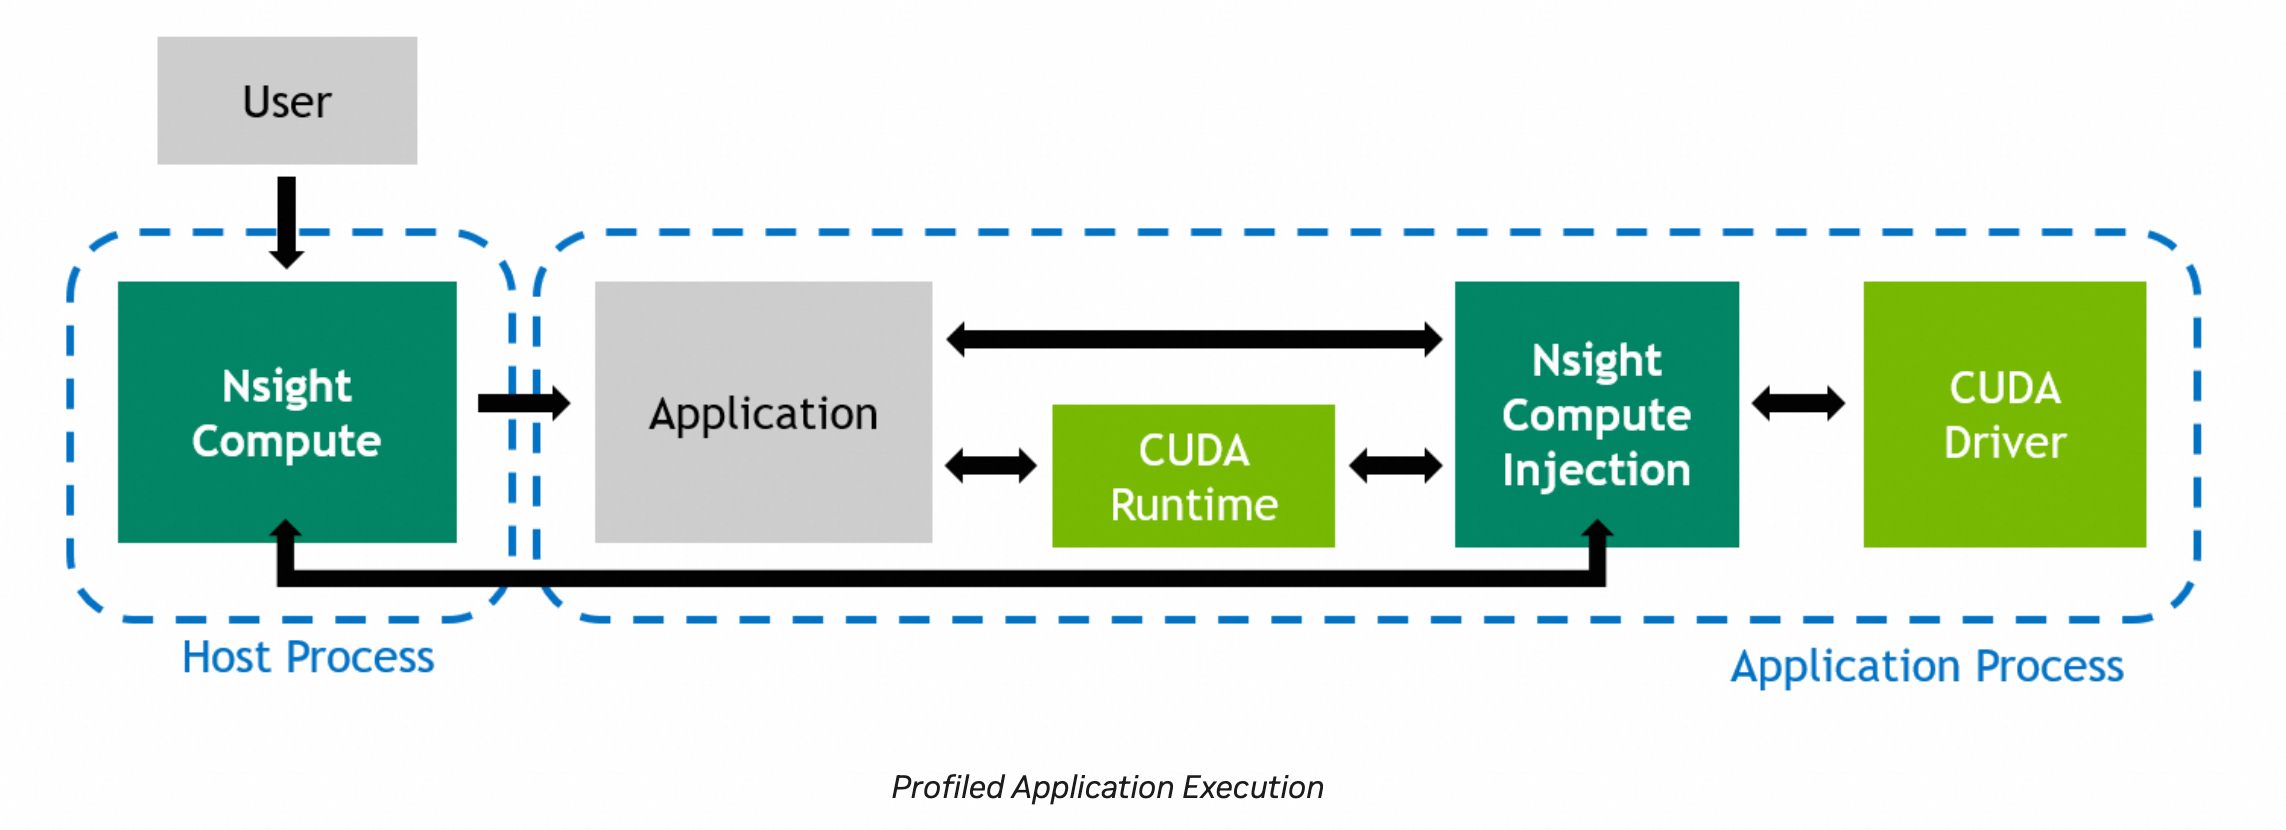 User
Nsight
Compute
Application
CUDA
Runtime
Nsight
Compute
Injection
CUDA
Driver
Host Process
Application Process
Profiled Application Execution